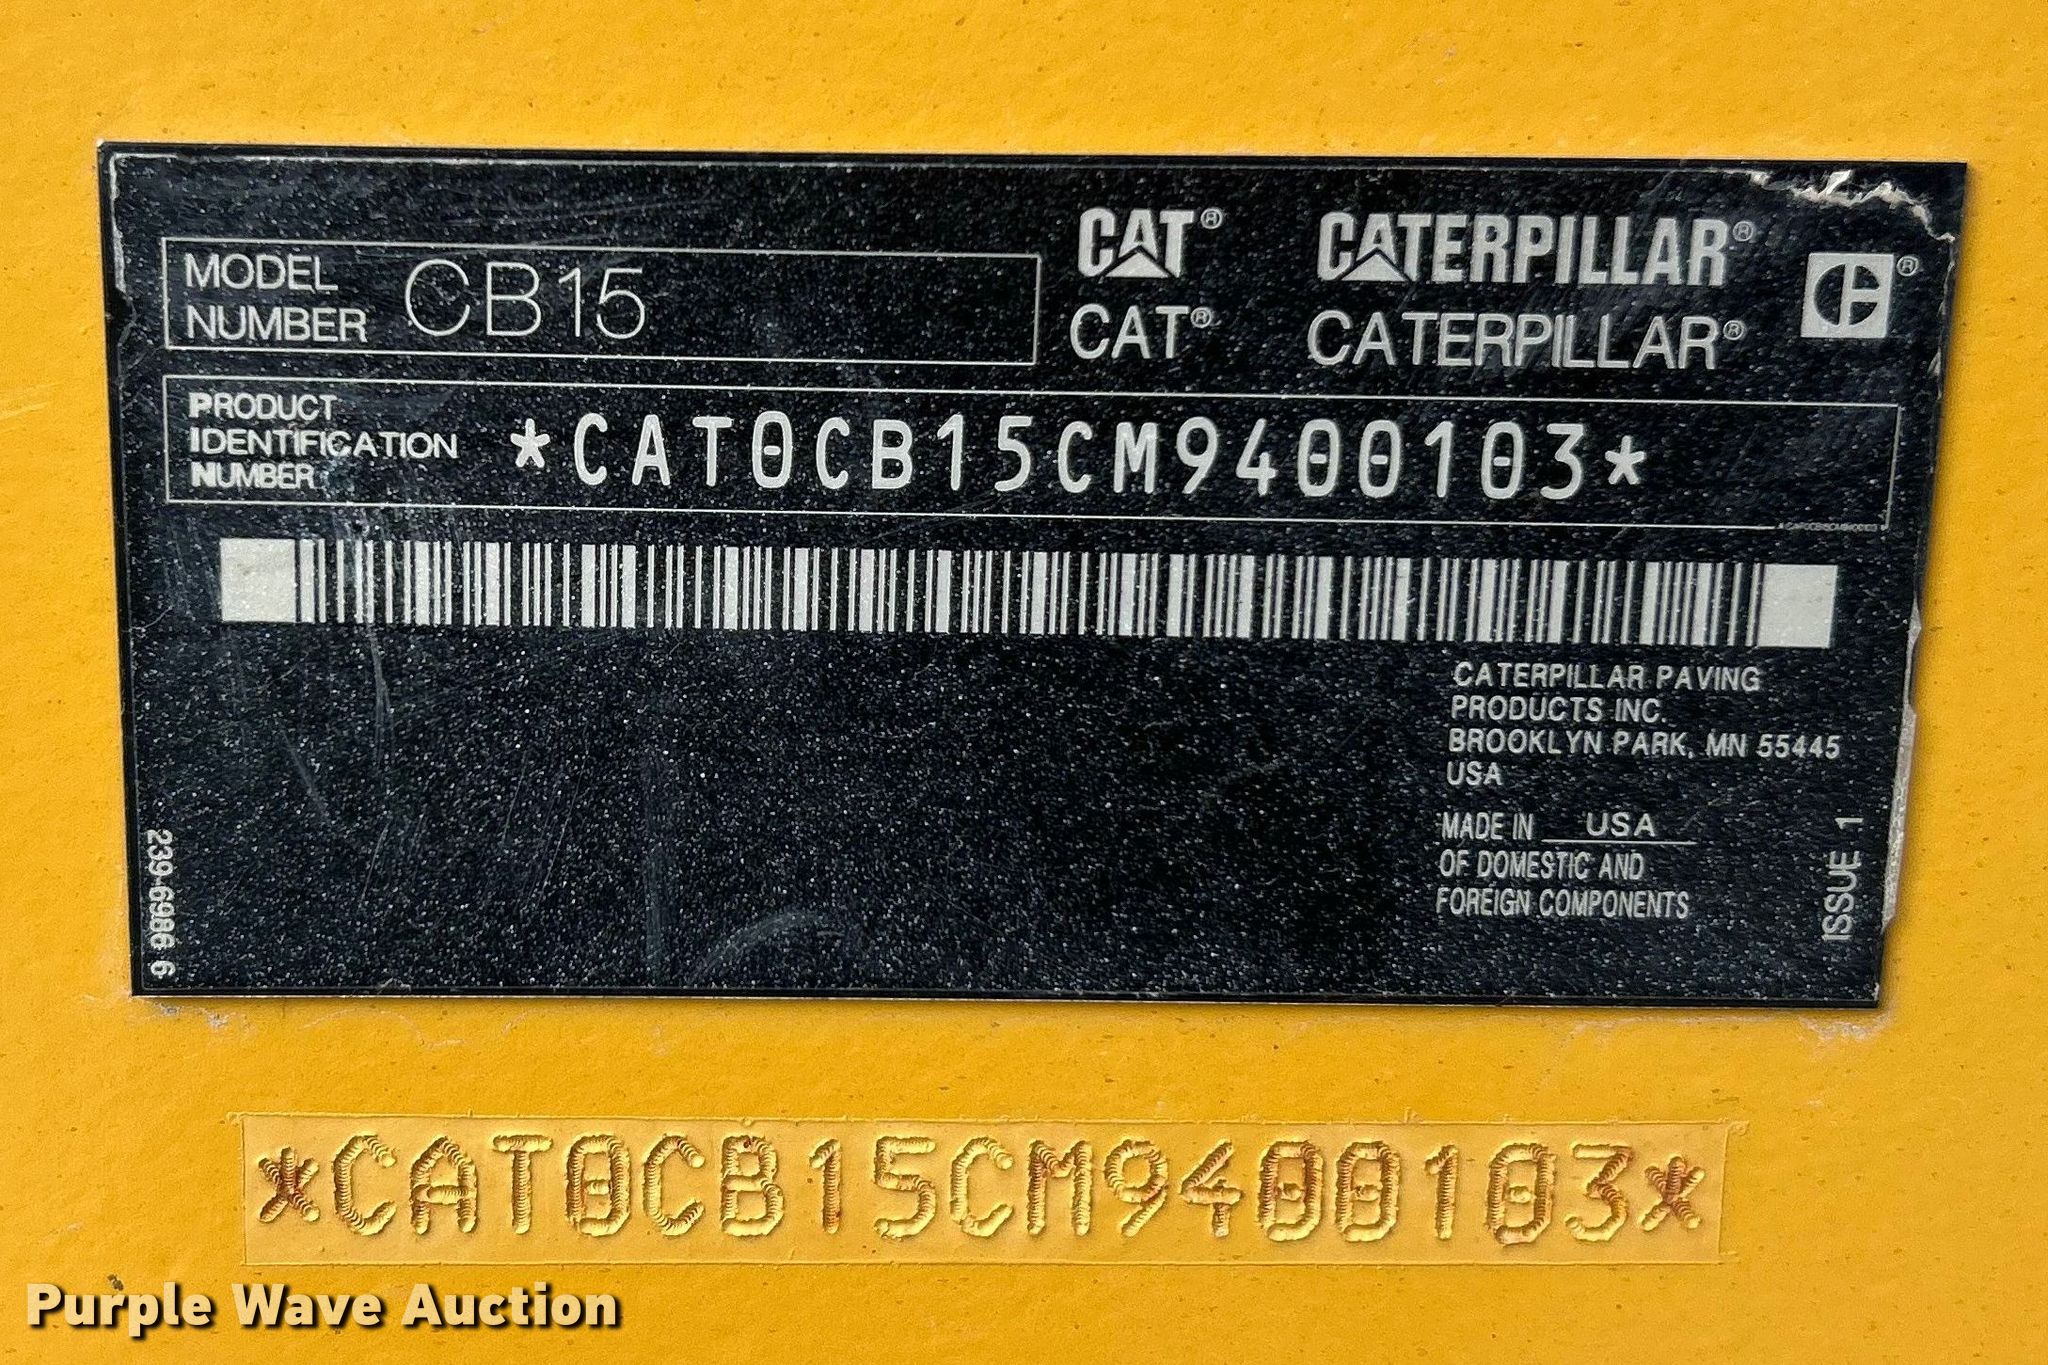 CAT® CATERPILLAR®
MODEL NUMBER CB15
CAT® CATERPILLAR®
PRODUCT IDENTIFICATION NUMBER *CAT0CB15CM9400103*
CATERPILLAR PAVING
PRODUCTS INC.
BROOKLYN PARK, MN 55445
USA
MADE IN USA
OF DOMESTIC AND
FOREIGN COMPONENTS
239-6986 6
ISSUE 1
*CAT0CB15CM9400103*
Purple Wave Auction